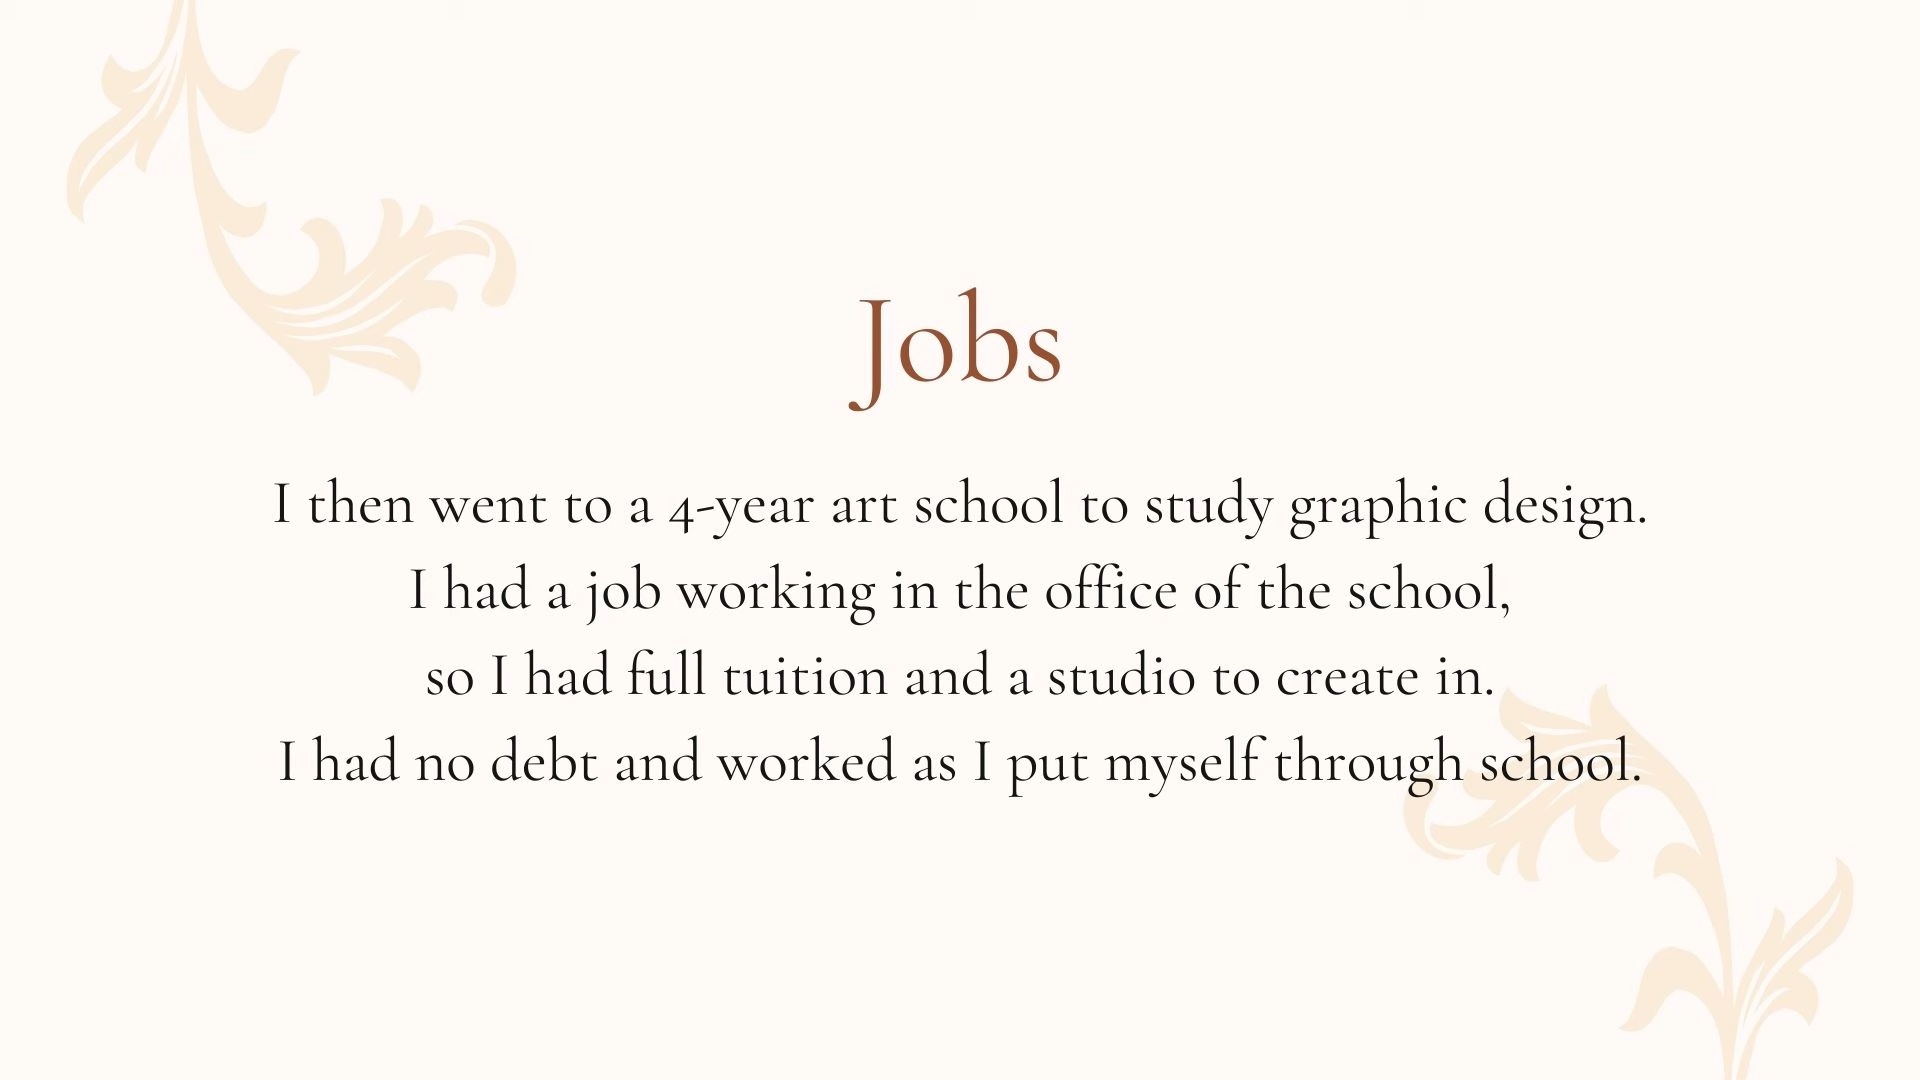 Jobs
I then went to a 4-year art school to study graphic design.
I had a job working in the office of the school,
so I had full tuition and a studio to create in.
I had no debt and worked as I put myself through school.